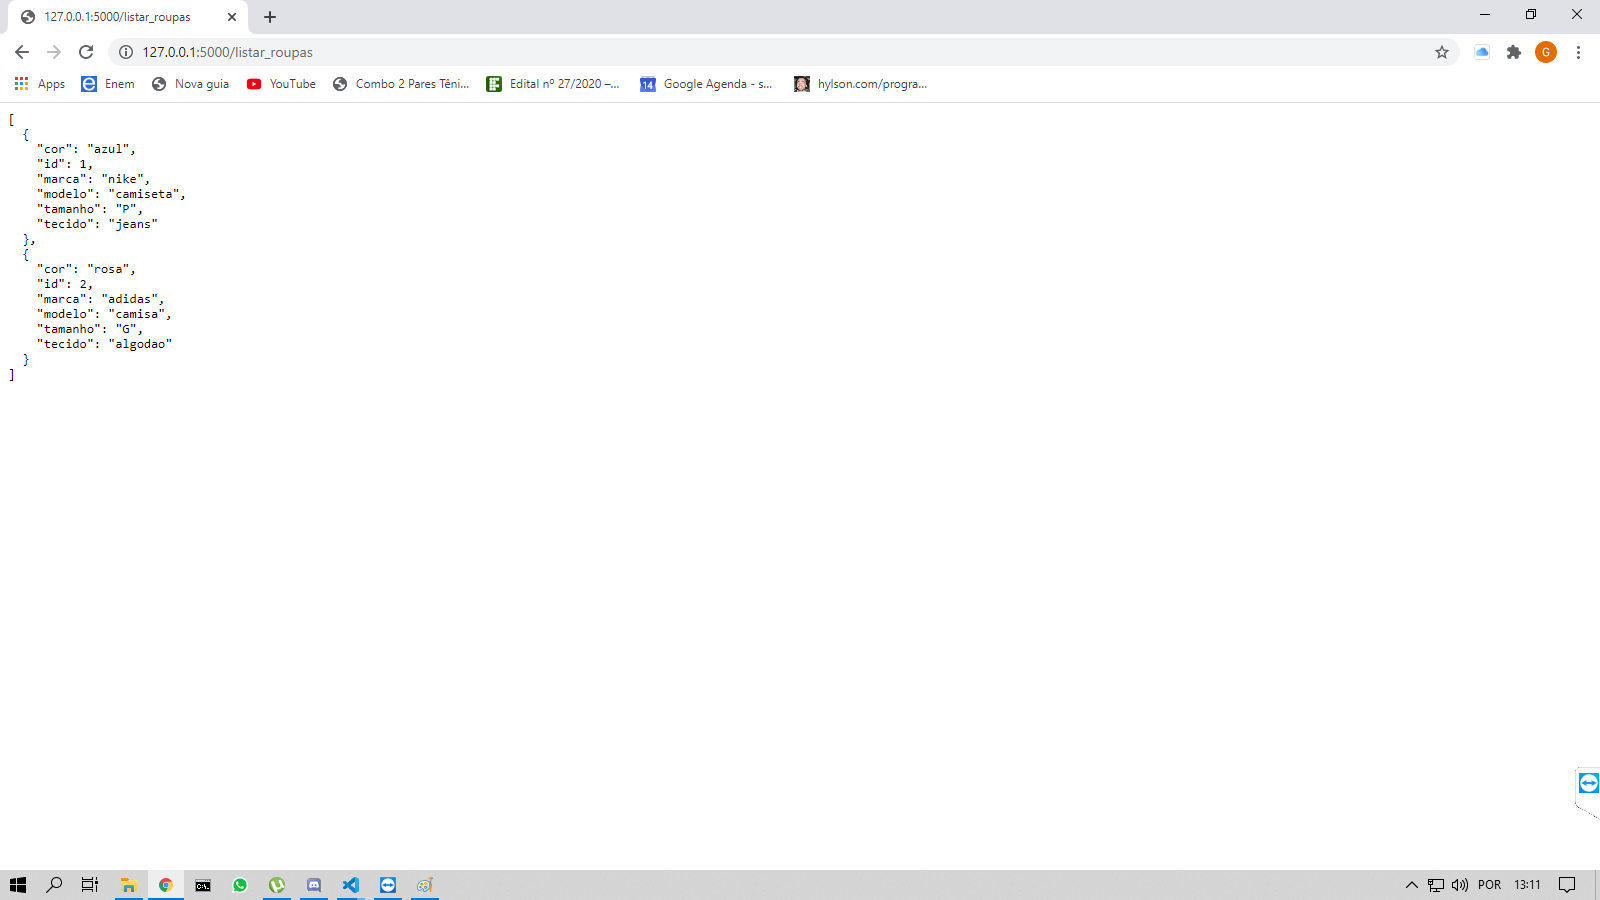 127.0.0.1:5000/listar_roupas
127.0.0.1:5000/listar_roupas
G
Apps
Enem
Nova guia
YouTube
Combo 2 Pares Têni...
Edital nº 27/2020 –...
14
Google Agenda - s...
hylson.com/progra...
[
  {
    "cor": "azul",
    "id": 1,
    "marca": "nike",
    "modelo": "camiseta",
    "tamanho": "P",
    "tecido": "jeans"
  },
  {
    "cor": "rosa",
    "id": 2,
    "marca": "adidas",
    "modelo": "camisa",
    "tamanho": "G",
    "tecido": "algodao"
  }
]
POR
13:11